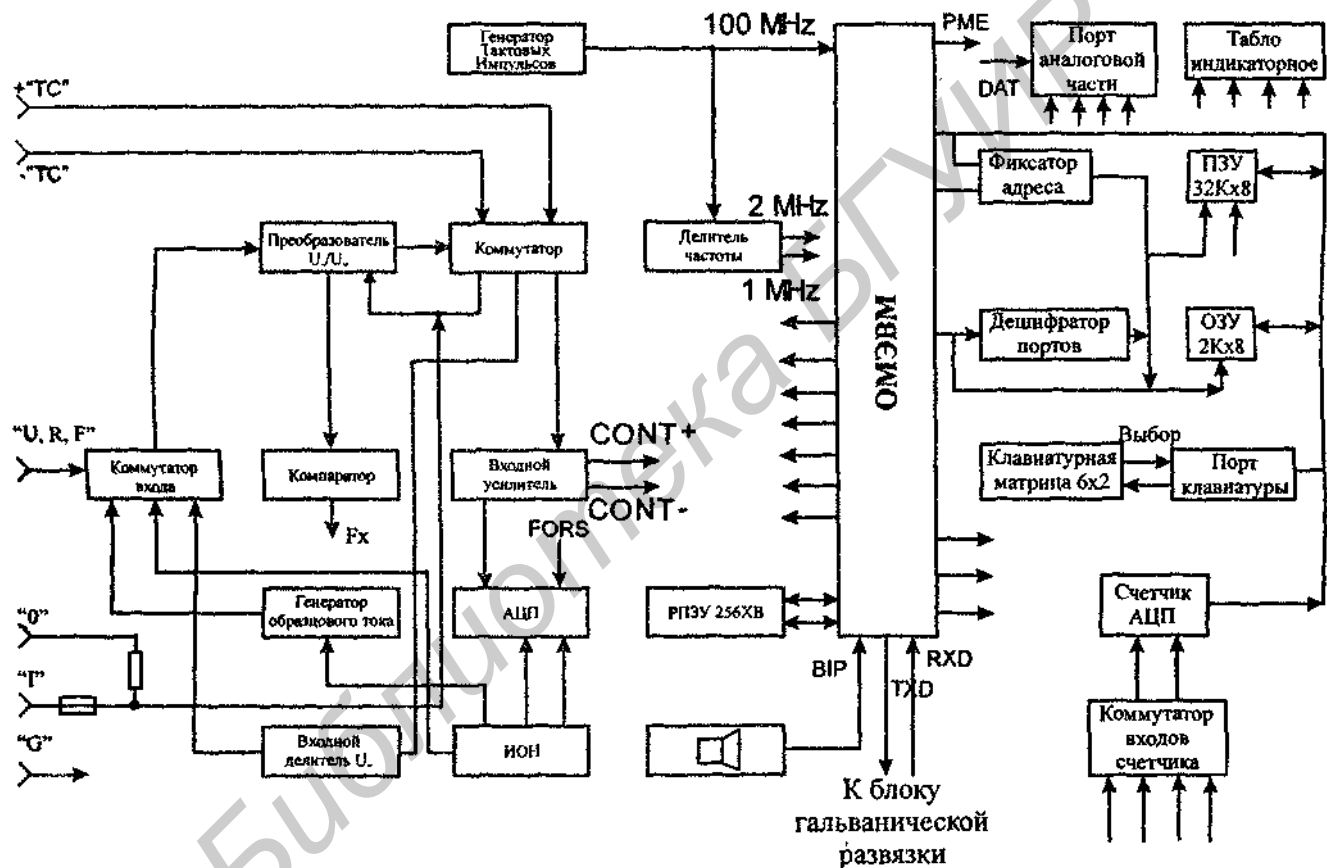 Генератор
Тактовых
Импульсов
100 MHz
PME
DAT
Порт
аналоговой
части
Табло
индикаторное
+"TC"
-"TC"
Фиксатор
адреса
ПЗУ
32Кх8
Преобразователь
U~/U=
Коммутатор
2 MHz
Делитель
частоты
1 MHz
ОМЭВМ
Дешифратор
портов
ОЗУ
2Кх8
"U, R, F"
Коммутатор
входа
Компаратор
Fx
Входной
усилитель
CONT+
CONT-
FORS
Клавиатурная
матрица 6х2
Выбор
Порт
клавиатуры
Генератор
образцового тока
АЦП
РПЗУ 256ХВ
Счетчик
АЦП
"0"
"I"
"G"
BIP
TXD
RXD
Входной
делитель U=
ИОН
Коммутатор
входов
счетчика
К блоку
гальванической
развязки
Библиотека БГУИР